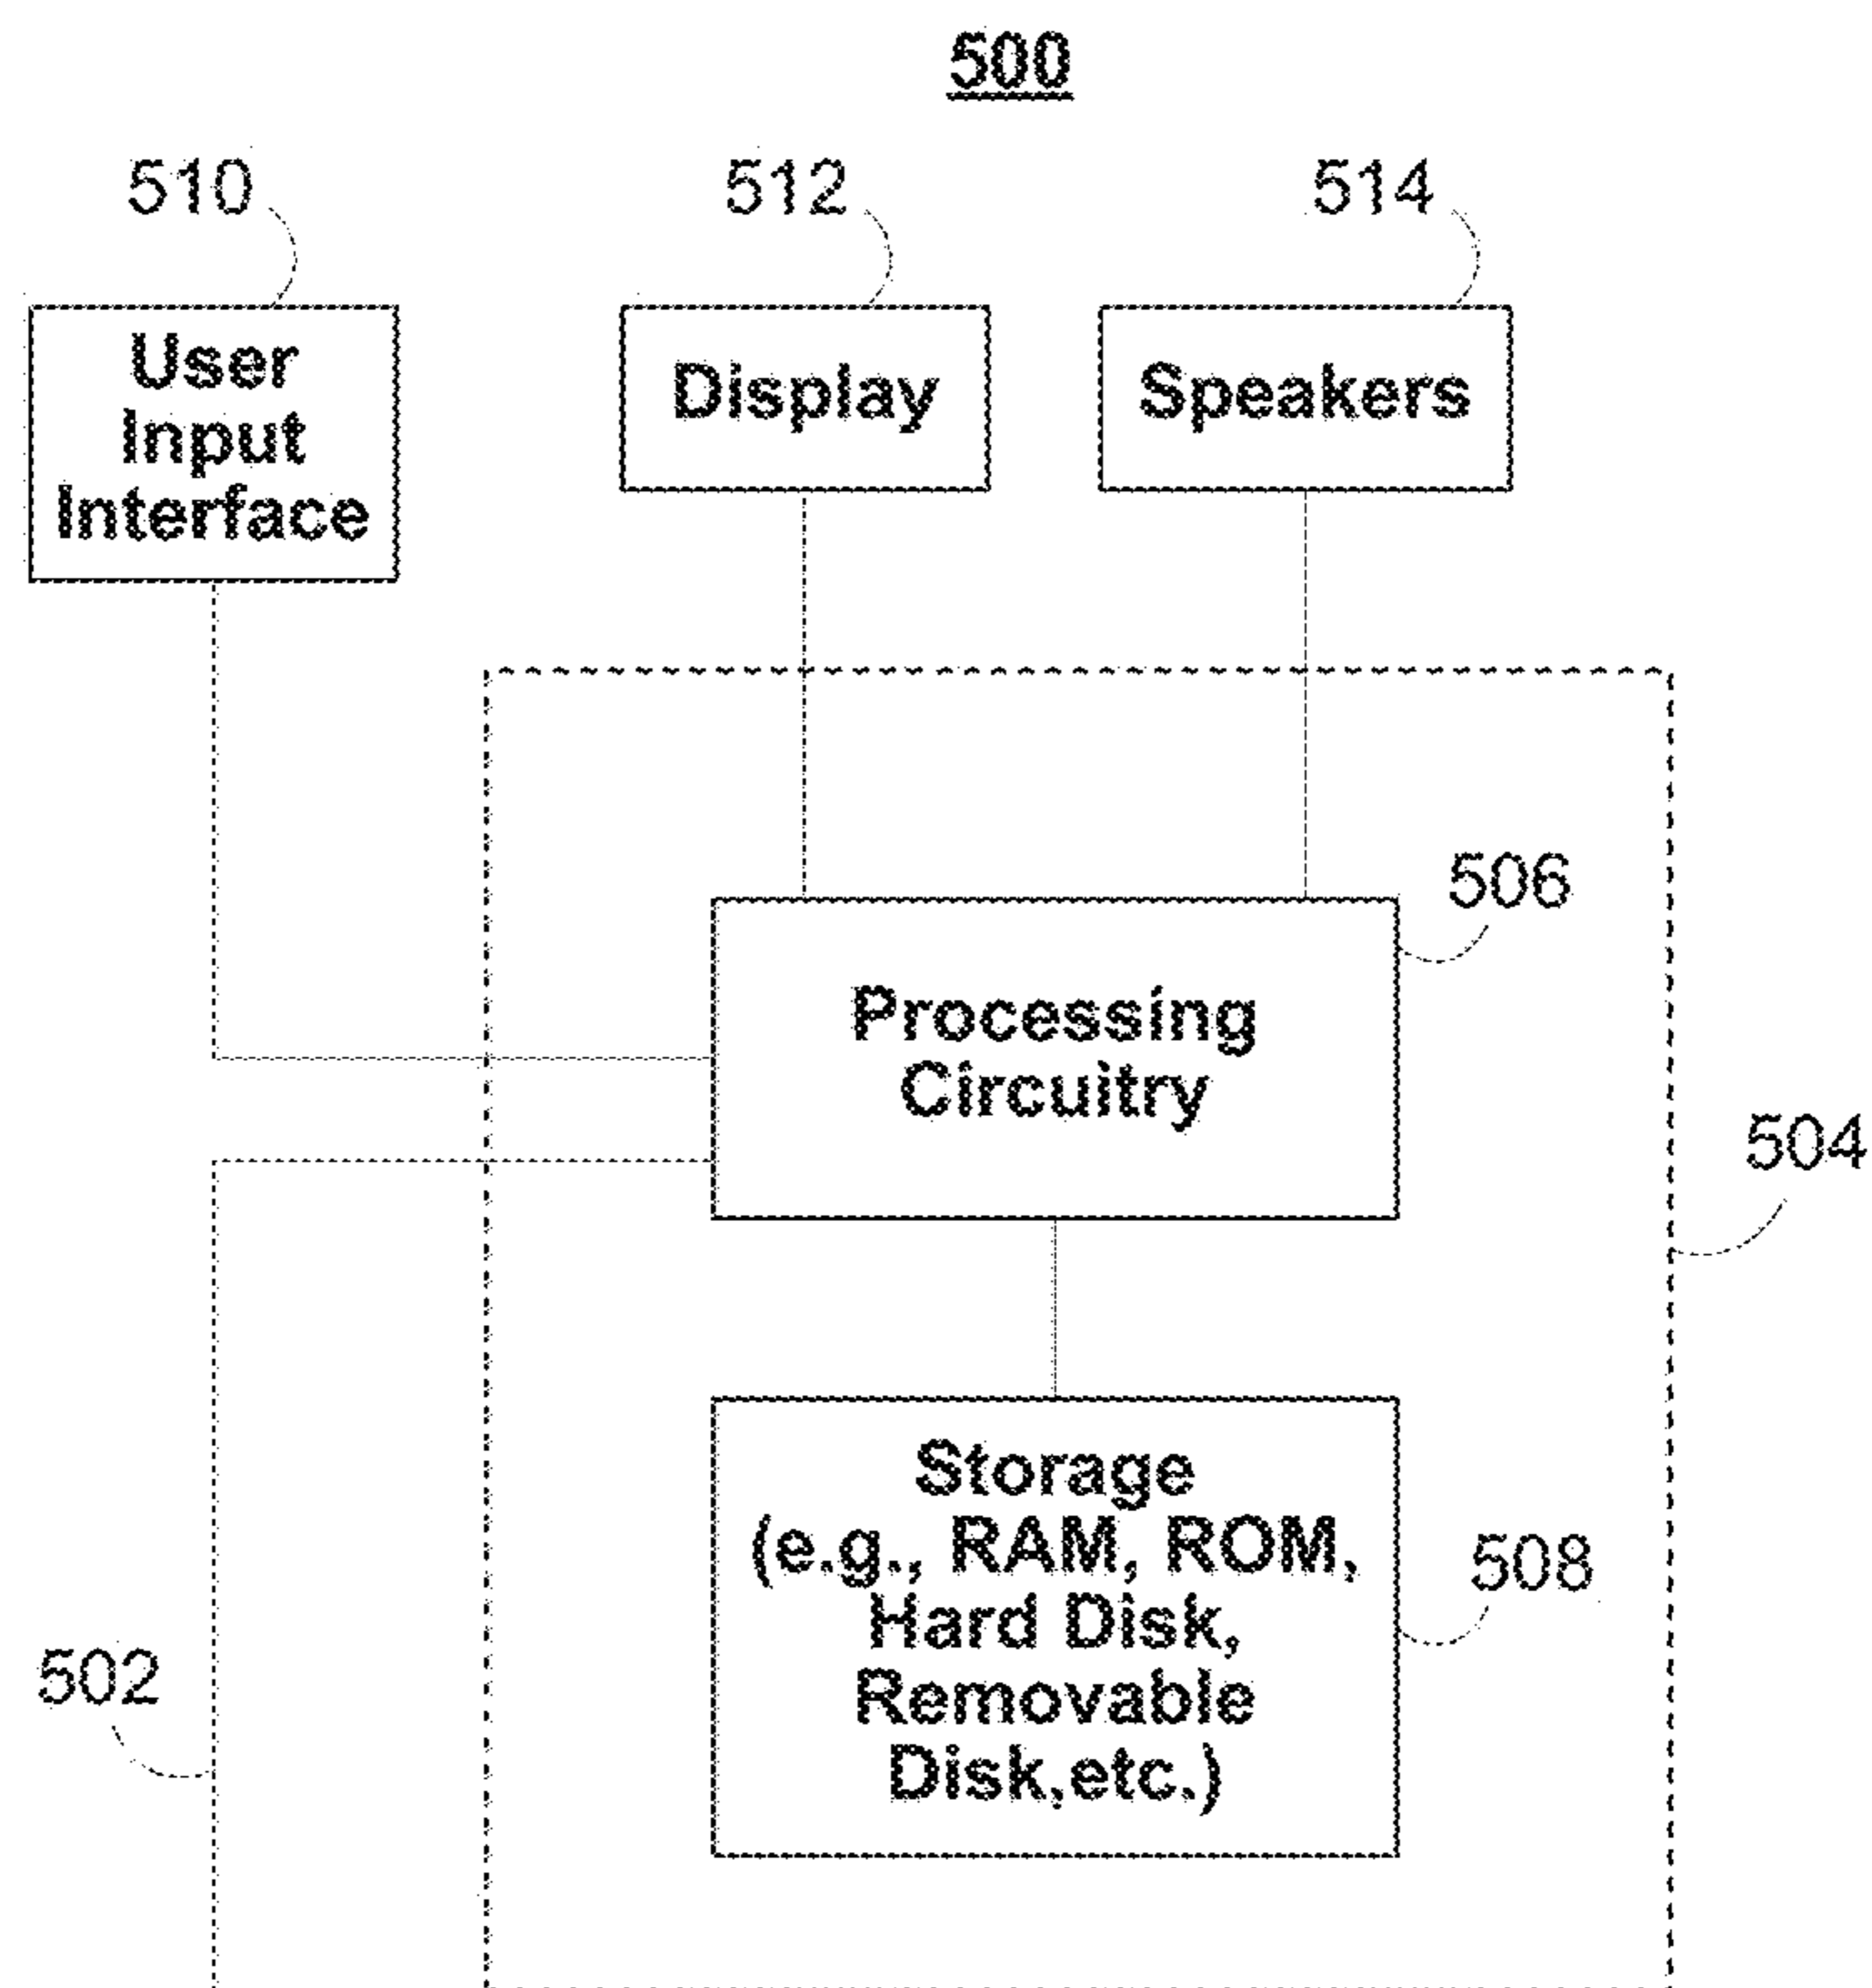 500
510
512
514
User
Input
Interface
Display
Speakers
506
Processing
Circuitry
504
Storage
(e.g., RAM, ROM,
Hard Disk,
Removable
Disk,etc.)
508
502